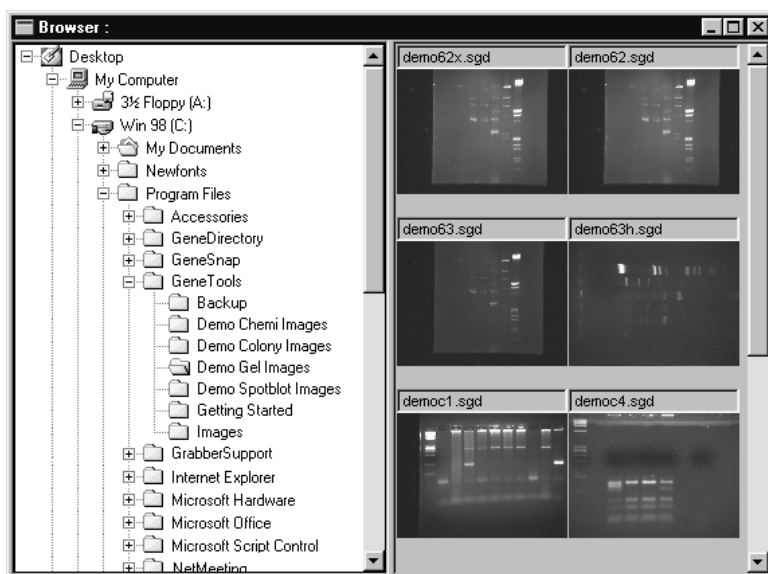 Browser :
Desktop
My Computer
3½ Floppy (A:)
Win 98 (C:)
My Documents
Newfonts
Program Files
Accessories
GeneDirectory
GeneSnap
GeneTools
Backup
Demo Chemi Images
Demo Colony Images
Demo Gel Images
Demo Spotblot Images
Getting Started
Images
GrabberSupport
Internet Explorer
Microsoft Hardware
Microsoft Office
Microsoft Script Control
NetMeeting
demo62x.sgd demo62.sgd
demo63.sgd demo63h.sgd
democ1.sgd democ4.sgd